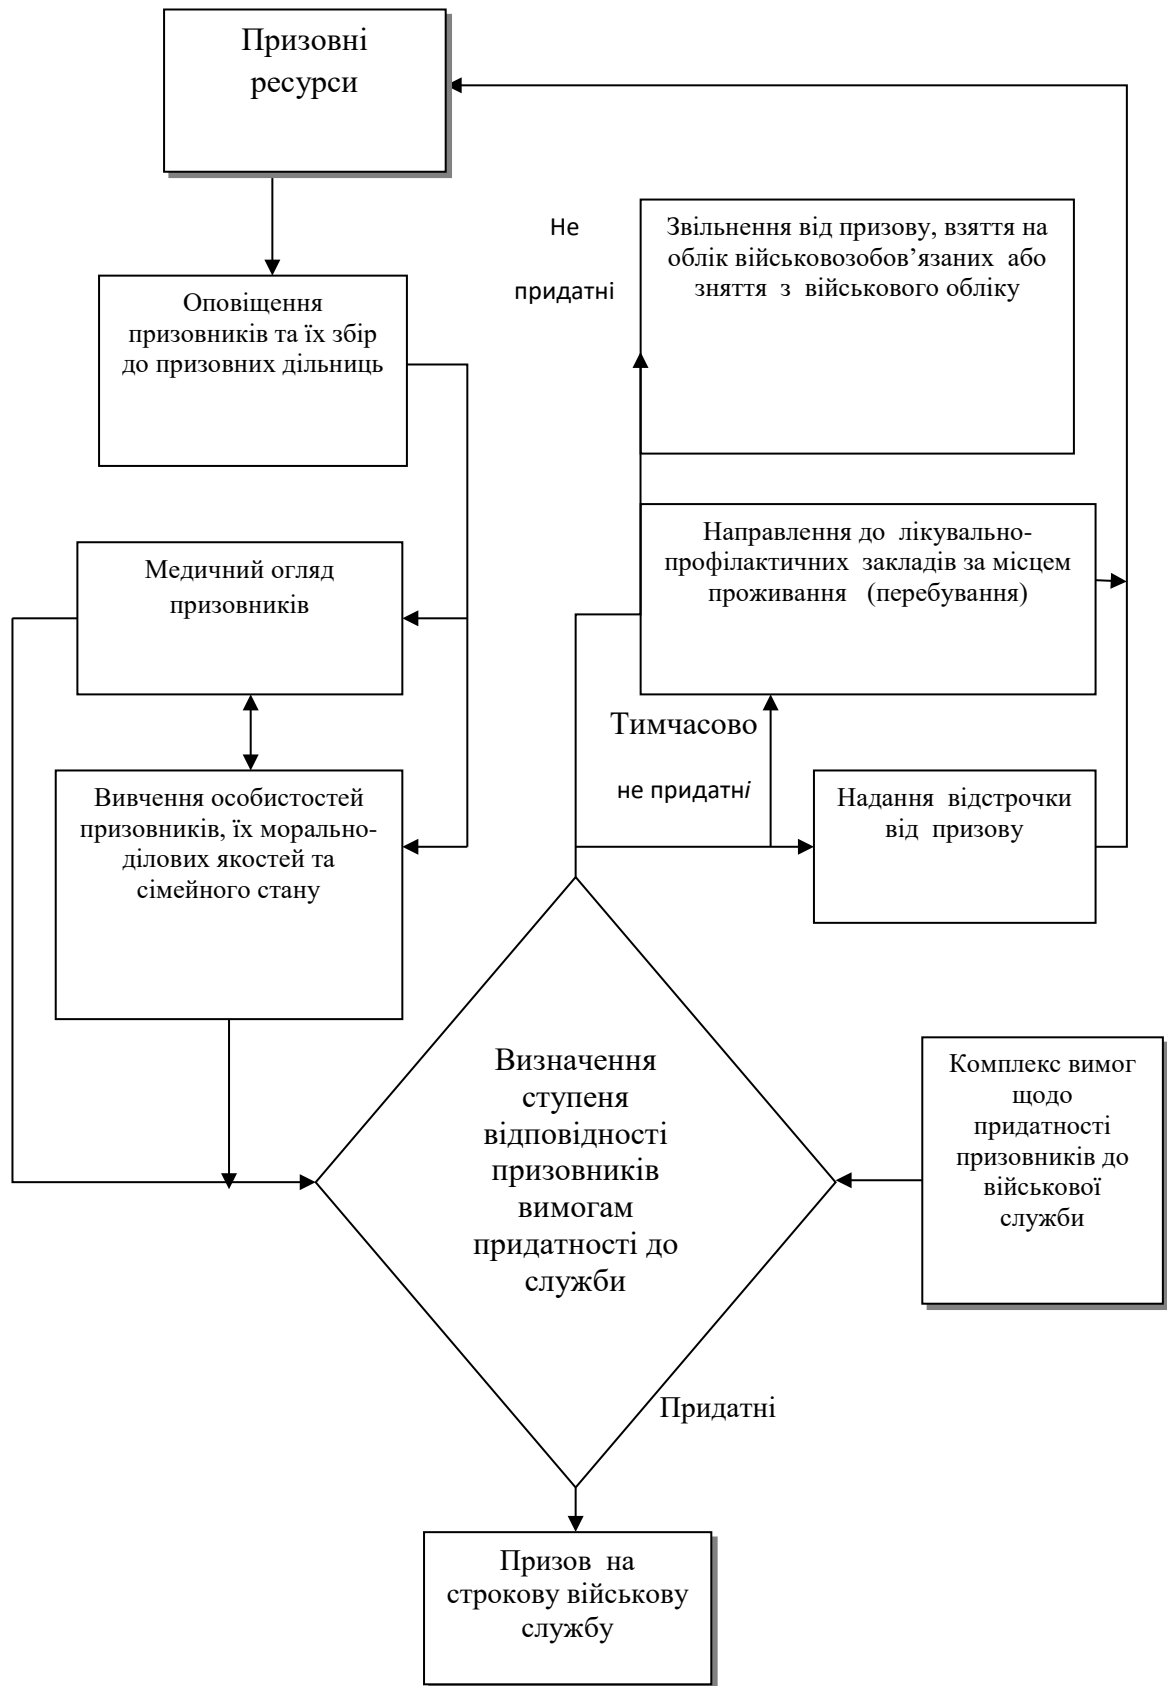 Призовні
ресурси
Не
придатні
Звільнення від призову, взяття на
облік військовозобов’язаних або
зняття з військового обліку
Оповіщення
призовників та їх збір
до призовних дільниць
Направлення до лікувально-
профілактичних закладів за місцем
проживання (перебування)
Медичний огляд
призовників
Тимчасово
не придатні
Вивчення особистостей
призовників, їх морально-
ділових якостей та
сімейного стану
Надання відстрочки
від призову
Визначення
ступеня
відповідності
призовників
вимогам
придатності до
служби
Комплекс вимог
щодо
придатності
призовників до
військової
служби
Придатні
Призов на
строкову військову
службу